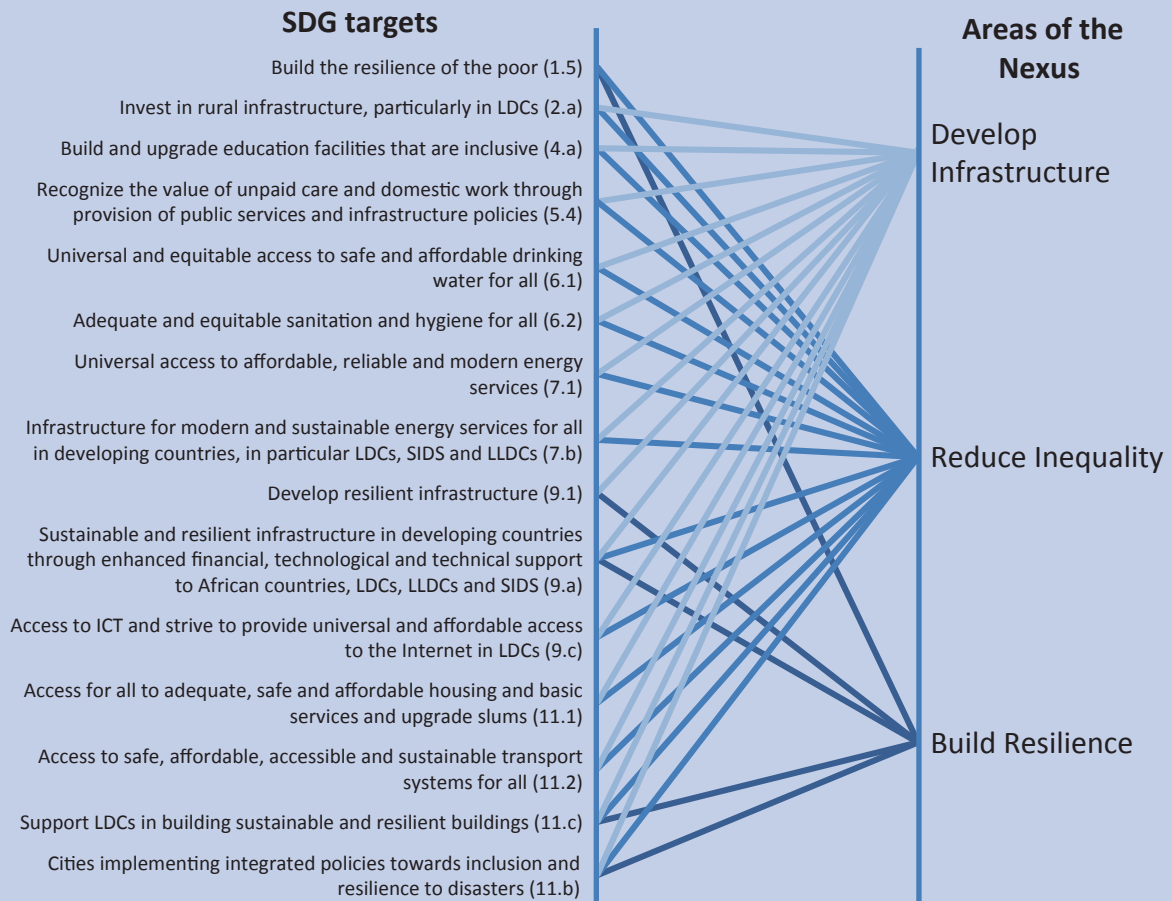 SDG targets
Build the resilience of the poor (1.5)
Invest in rural infrastructure, particularly in LDCs (2.a)
Build and upgrade education facilities that are inclusive (4.a)
Recognize the value of unpaid care and domestic work through
provision of public services and infrastructure policies (5.4)
Universal and equitable access to safe and affordable drinking
water for all (6.1)
Adequate and equitable sanitation and hygiene for all (6.2)
Universal access to affordable, reliable and modern energy
services (7.1)
Infrastructure for modern and sustainable energy services for all
in developing countries, in particular LDCs, SIDS and LLDCs (7.b)
Develop resilient infrastructure (9.1)
Sustainable and resilient infrastructure in developing countries
through enhanced financial, technological and technical support
to African countries, LDCs, LLDCs and SIDS (9.a)
Access to ICT and strive to provide universal and affordable access
to the Internet in LDCs (9.c)
Access for all to adequate, safe and affordable housing and basic
services and upgrade slums (11.1)
Access to safe, affordable, accessible and sustainable transport
systems for all (11.2)
Support LDCs in building sustainable and resilient buildings (11.c)
Cities implementing integrated policies towards inclusion and
resilience to disasters (11.b)
Areas of the
Nexus
Develop
Infrastructure
Reduce Inequality
Build Resilience